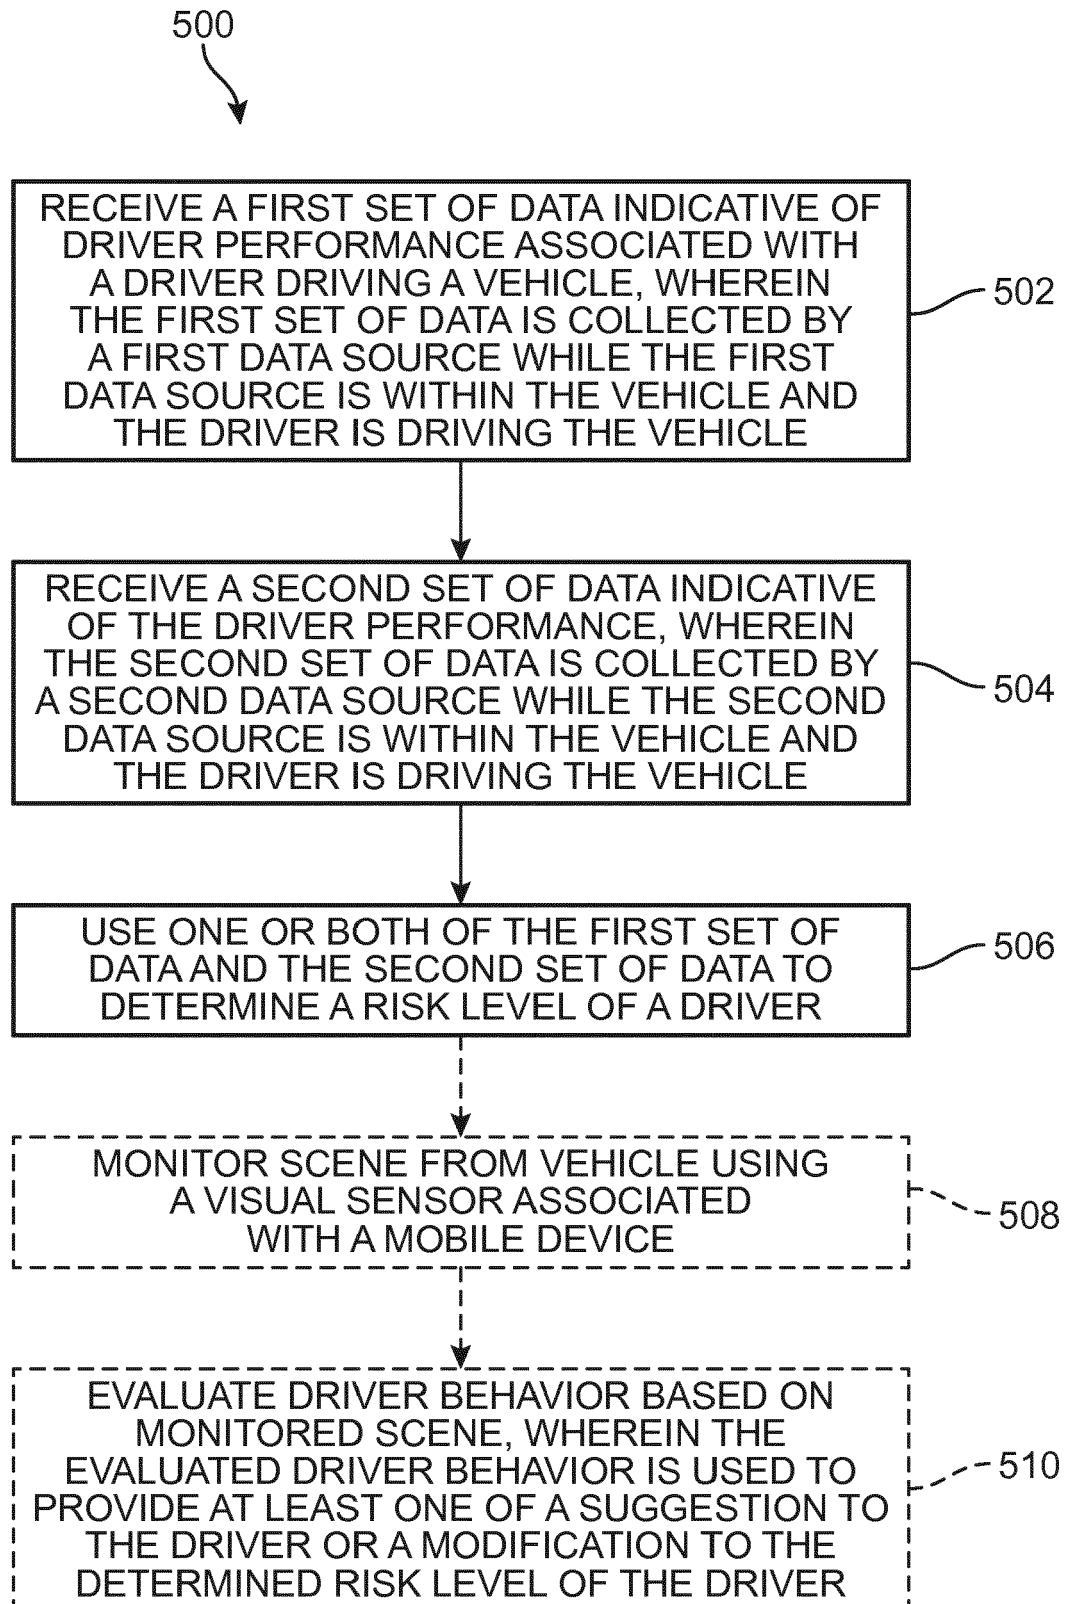 500
RECEIVE A FIRST SET OF DATA INDICATIVE OF
DRIVER PERFORMANCE ASSOCIATED WITH
A DRIVER DRIVING A VEHICLE, WHEREIN
THE FIRST SET OF DATA IS COLLECTED BY
A FIRST DATA SOURCE WHILE THE FIRST
DATA SOURCE IS WITHIN THE VEHICLE AND
THE DRIVER IS DRIVING THE VEHICLE
502
RECEIVE A SECOND SET OF DATA INDICATIVE
OF THE DRIVER PERFORMANCE, WHEREIN
THE SECOND SET OF DATA IS COLLECTED BY
A SECOND DATA SOURCE WHILE THE SECOND
DATA SOURCE IS WITHIN THE VEHICLE AND
THE DRIVER IS DRIVING THE VEHICLE
504
USE ONE OR BOTH OF THE FIRST SET OF
DATA AND THE SECOND SET OF DATA TO
DETERMINE A RISK LEVEL OF A DRIVER
506
MONITOR SCENE FROM VEHICLE USING
A VISUAL SENSOR ASSOCIATED
WITH A MOBILE DEVICE
508
EVALUATE DRIVER BEHAVIOR BASED ON
MONITORED SCENE, WHEREIN THE
EVALUATED DRIVER BEHAVIOR IS USED TO
PROVIDE AT LEAST ONE OF A SUGGESTION TO
THE DRIVER OR A MODIFICATION TO THE
DETERMINED RISK LEVEL OF THE DRIVER
510